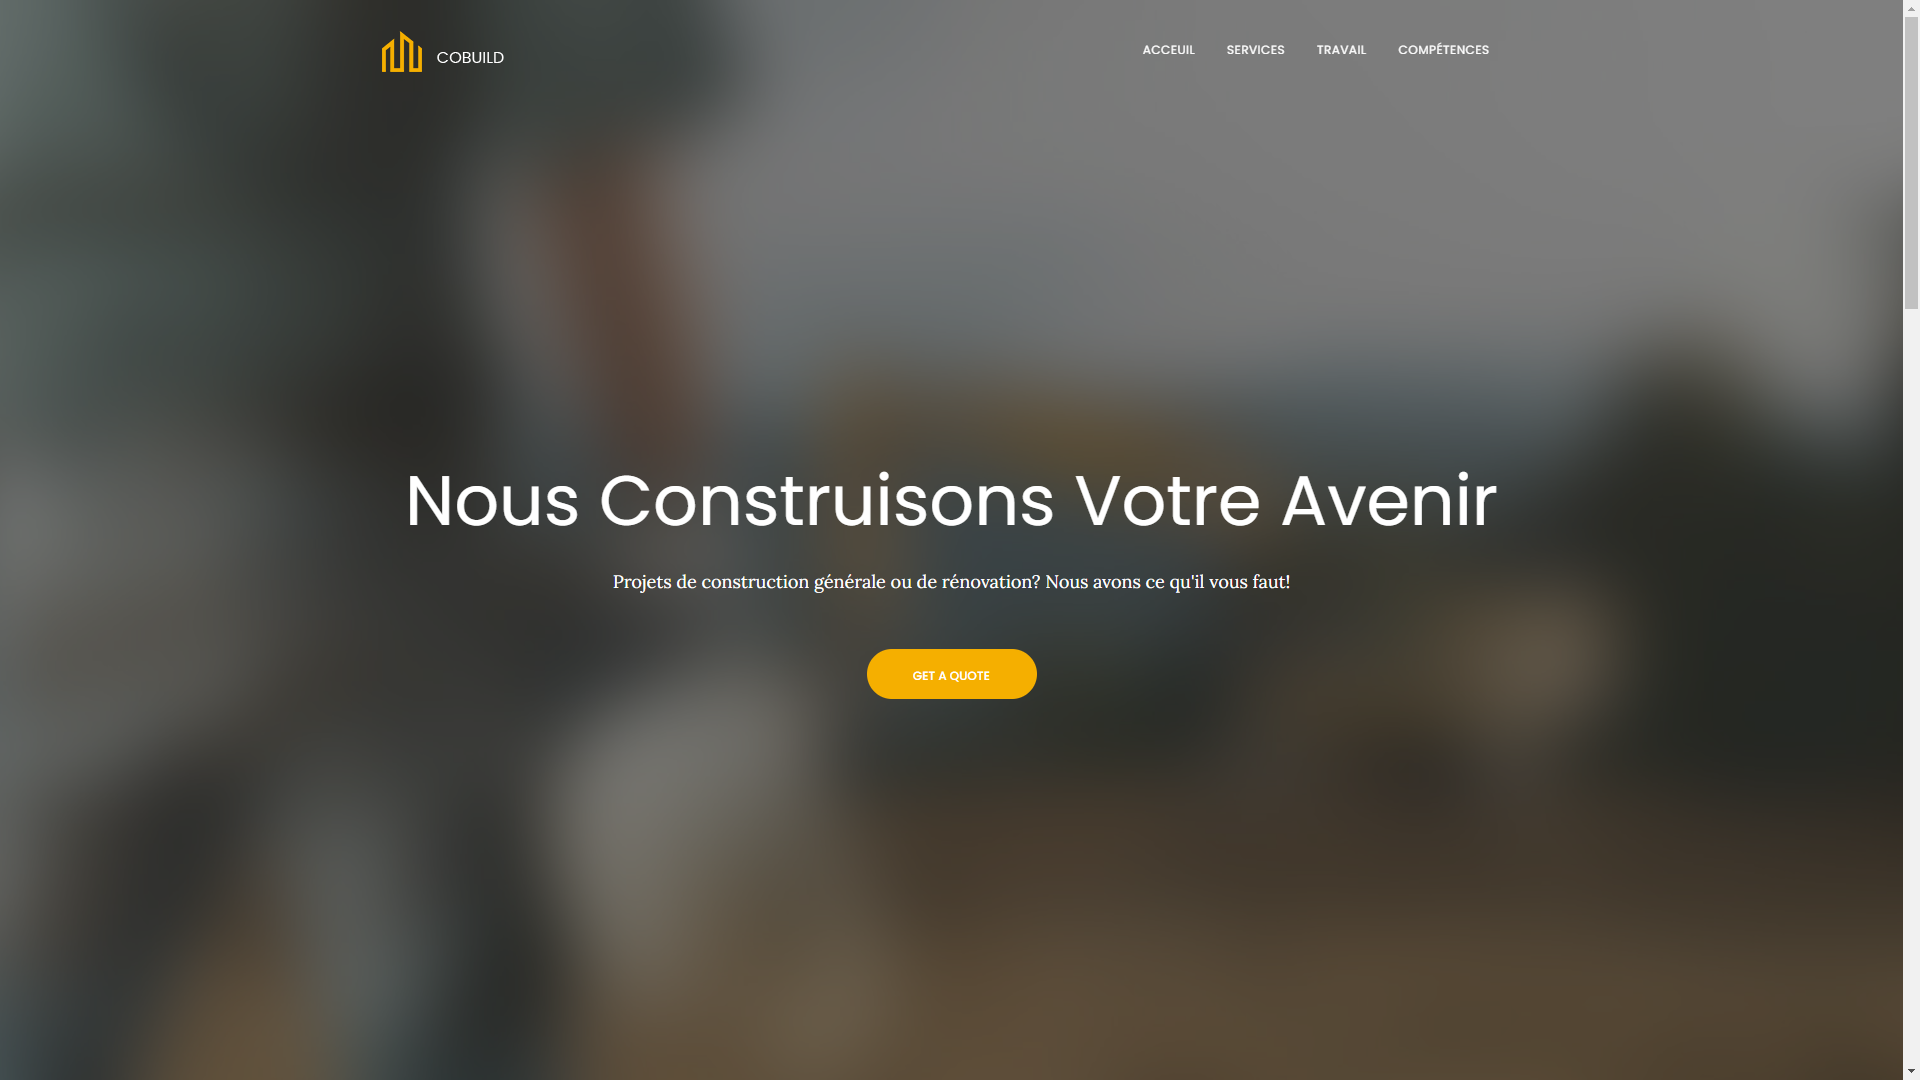 COBUILD
ACCEUIL SERVICES TRAVAIL COMPÉTENCES
Nous Construisons Votre Avenir
Projets de construction générale ou de rénovation? Nous avons ce qu'il vous faut!
GET A QUOTE